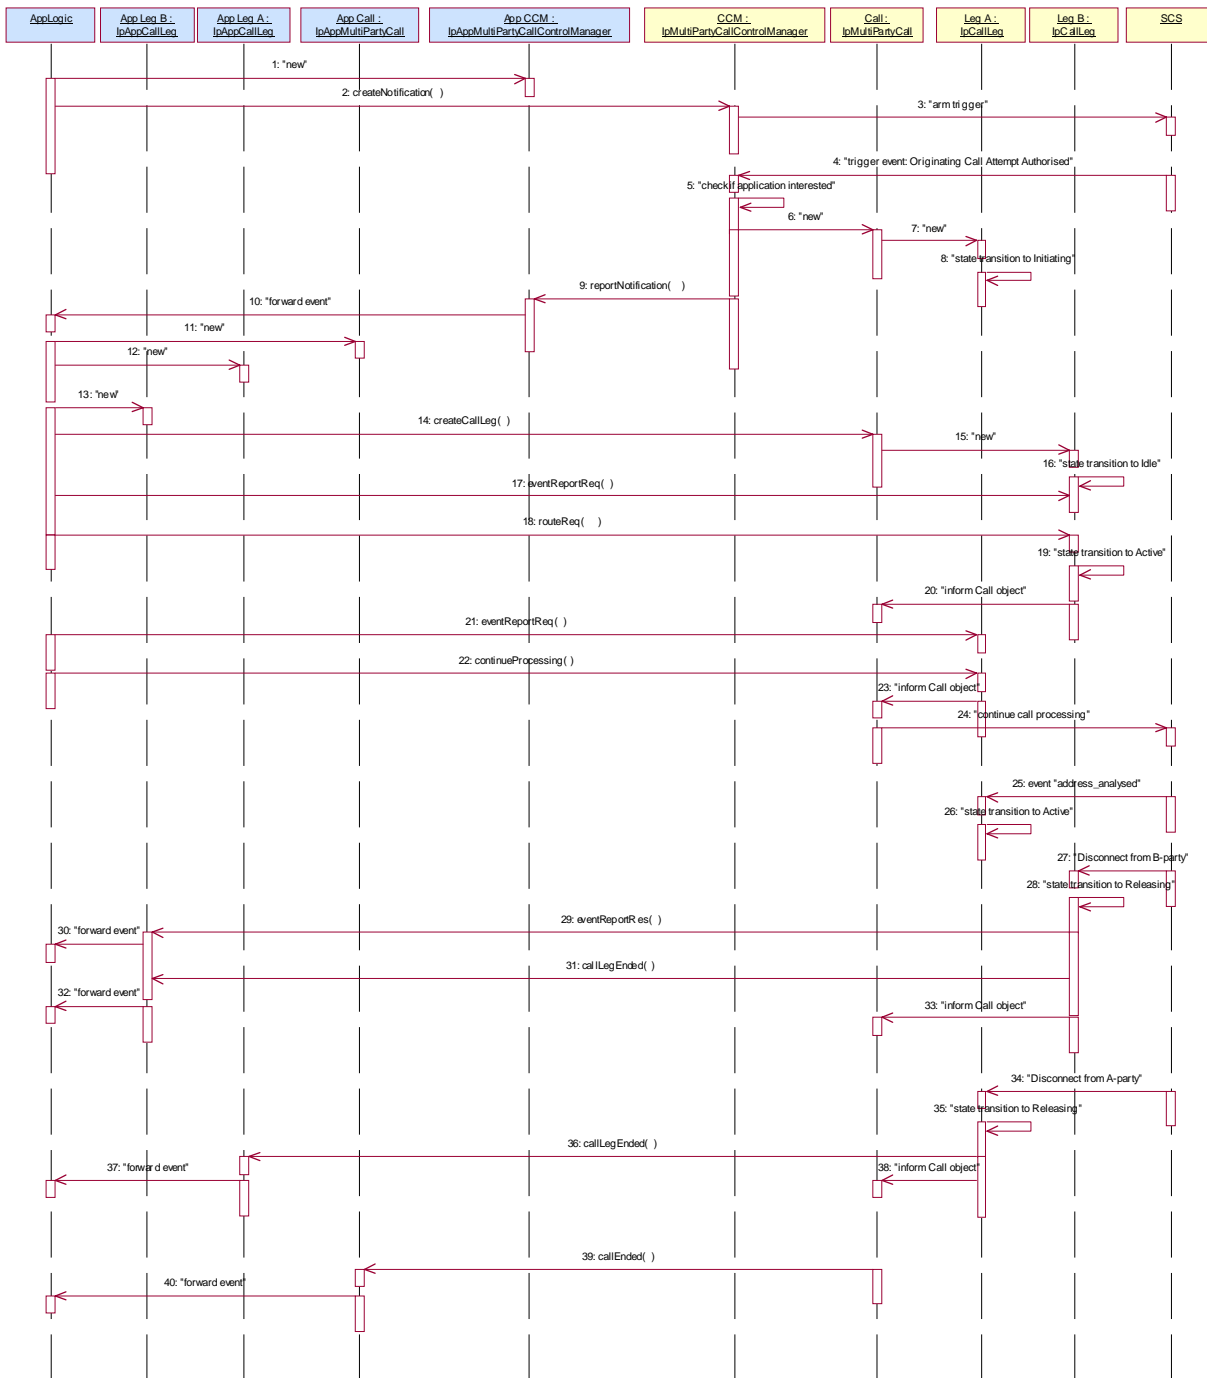 AppLogic
App Leg B :
IpAppCallLeg
App Leg A :
IpAppCallLeg
App Call :
IpAppMultiPartyCall
App CCM :
IpAppMultiPartyCallControlManager
CCM :
IpMultiPartyCallControlManager
Call :
IpMultiPartyCall
Leg A :
IpCallLeg
Leg B :
IpCallLeg
SCS
1: "new"
2: createNotification( )
3: "arm trigger"
4: "trigger event: Originating Call Attempt Authorised"
5: "check if application interested"
6: "new"
7: "new"
8: "state transition to Initiating"
9: reportNotification( )
10: "forward event"
11: "new"
12: "new"
13: "new"
14: createCallLeg( )
15: "new"
16: "state transition to Idle"
17: eventReportReq( )
18: routeReq( )
19: "state transition to Active"
20: "inform Call object"
21: eventReportReq( )
22: continueProcessing( )
23: "inform Call object"
24: "continue call processing"
25: event "address_analysed"
26: "state transition to Active"
27: "Disconnect from B-party"
28: "state transition to Releasing"
29: eventReportRes( )
30: "forward event"
31: callLegEnded( )
32: "forward event"
33: "inform Call object"
34: "Disconnect from A-party"
35: "state transition to Releasing"
36: callLegEnded( )
37: "forward event"
38: "inform Call object"
39: callEnded( )
40: "forward event"